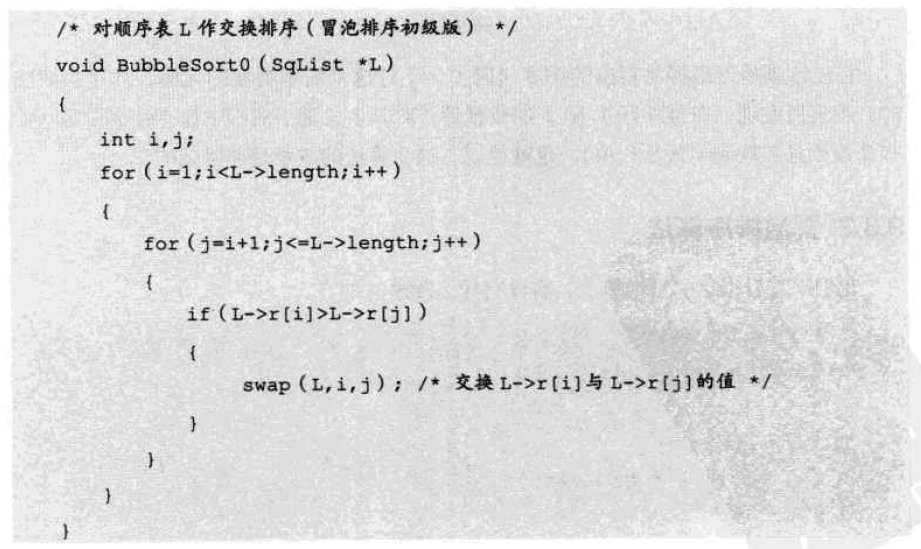 /* 对顺序表 L 作交换排序（冒泡排序初级版）*/
void BubbleSort0 (SqList *L)
{
int i,j;
for (i=1;i<L->length;i++)
{
for (j=i+1;j<=L->length;j++)
{
if (L->r[i]>L->r[j])
{
swap (L,i,j); /* 交换 L->r[i]与 L->r[j]的值 */
}
}
}
}